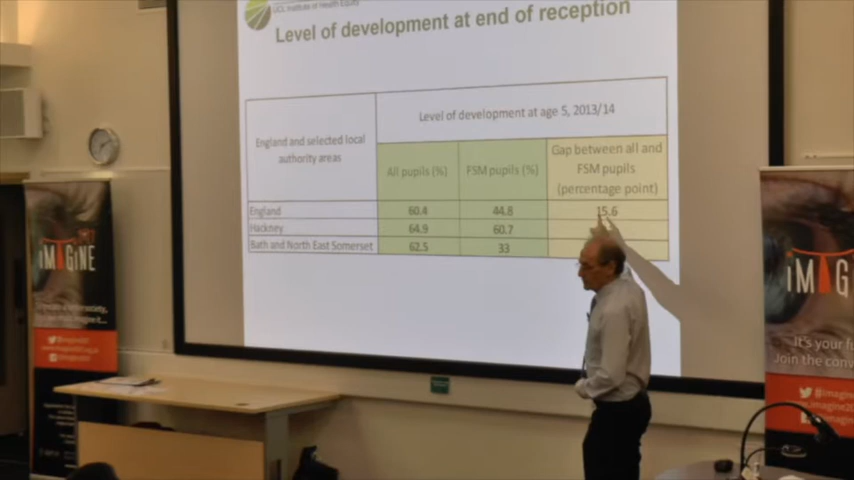 UCL Institute of Health Equity
Level of development at end of reception
England and selected local
authority areas
Level of development at age 5, 2013/14
All pupils (%)
FSM pupils (%)
Gap between all and
FSM pupils
(percentage point)
England 60.4 44.8 15.6
Hackney 64.9 60.7
Bath and North East Somerset 62.5 33
iMAGiNE
iMAG
It's your fu
Join the conv
@imagine
imagine20